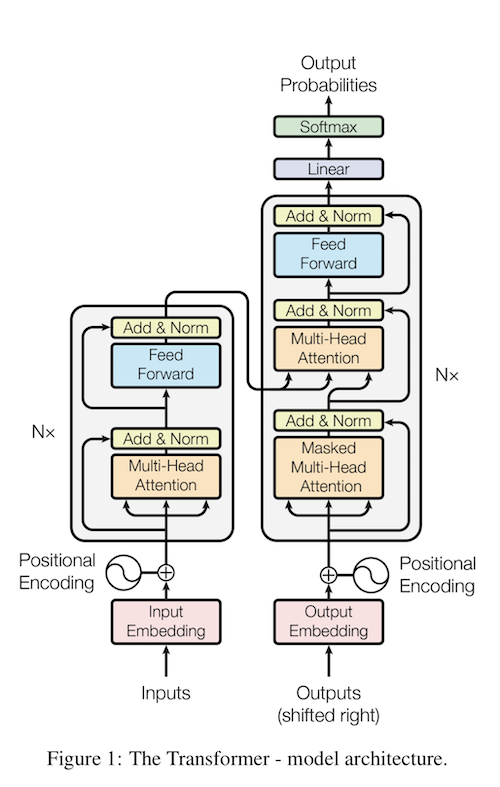 Output
Probabilities
Softmax
Linear
Add & Norm
Feed
Forward
Add & Norm
Multi-Head
Attention
Add & Norm
Masked
Multi-Head
Attention
N×
Positional
Encoding
Output
Embedding
Outputs
(shifted right)
Add & Norm
Feed
Forward
Add & Norm
Multi-Head
Attention
N×
Positional
Encoding
Input
Embedding
Inputs
Figure 1: The Transformer - model architecture.